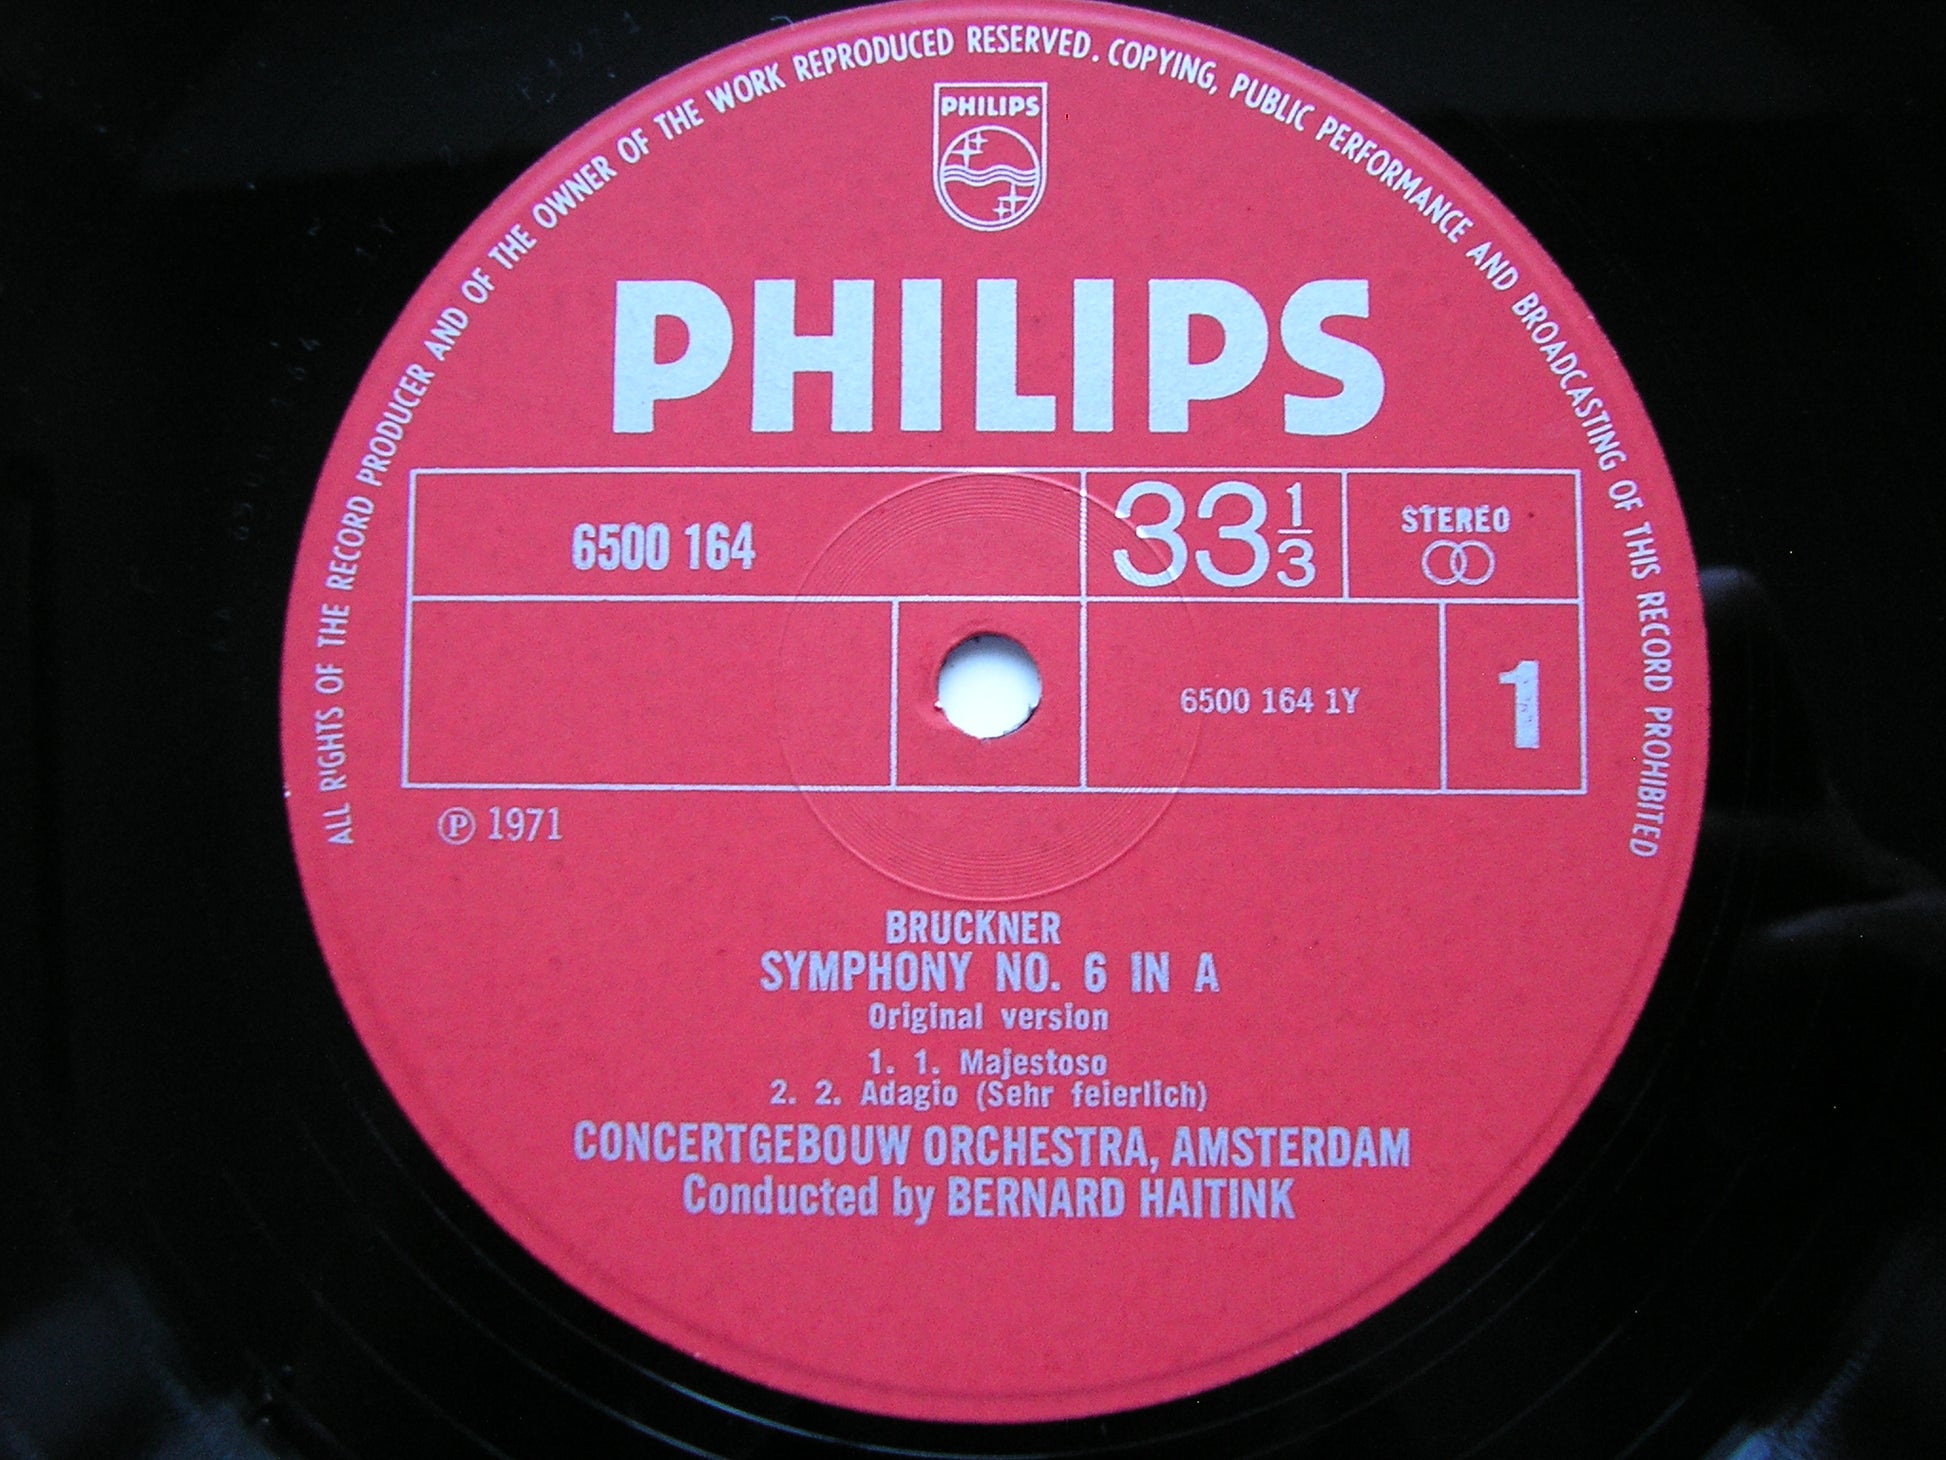 ALL RIGHTS OF THE RECORD PRODUCER AND OF THE OWNER OF THE WORK REPRODUCED RESERVED. COPYING, PUBLIC PERFORMANCE AND BROADCASTING OF THIS RECORD PROHIBITED
PHILIPS
PHILIPS
6500 164
33 1/3
STEREO
6500 164 1Y
1
Ⓟ 1971
BRUCKNER
SYMPHONY NO. 6 IN A
Original version
1. 1. Majestoso
2. 2. Adagio (Sehr feierlich)
CONCERTGEBOUW ORCHESTRA, AMSTERDAM
Conducted by BERNARD HAITINK